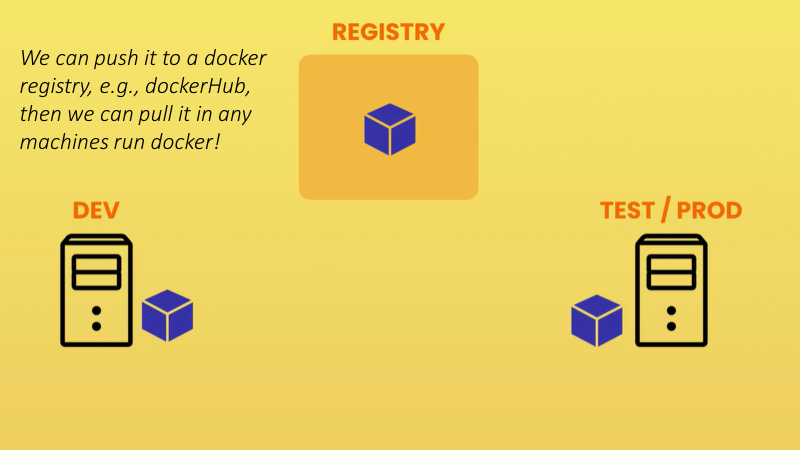 REGISTRY
We can push it to a docker
registry, e.g., dockerHub,
then we can pull it in any
machines run docker!
DEV
TEST / PROD